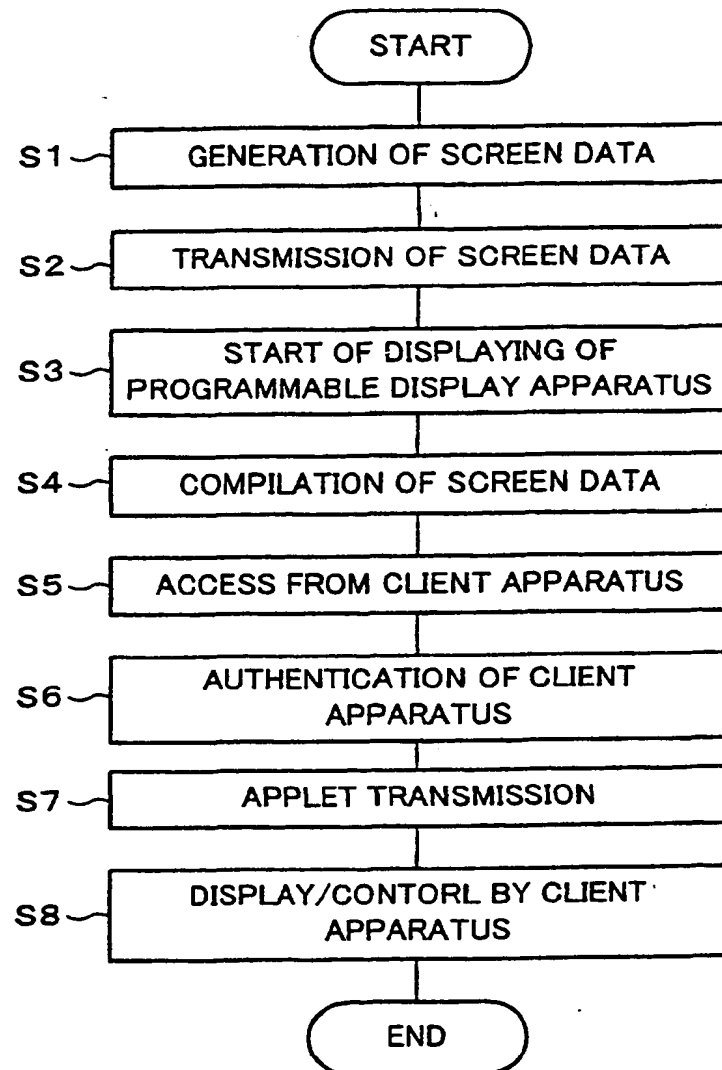 START
S1 GENERATION OF SCREEN DATA
S2 TRANSMISSION OF SCREEN DATA
S3 START OF DISPLAYING OF
PROGRAMMABLE DISPLAY APPARATUS
S4 COMPILATION OF SCREEN DATA
S5 ACCESS FROM CLIENT APPARATUS
S6 AUTHENTICATION OF CLIENT
APPARATUS
S7 APPLET TRANSMISSION
S8 DISPLAY/CONTORL BY CLIENT
APPARATUS
END